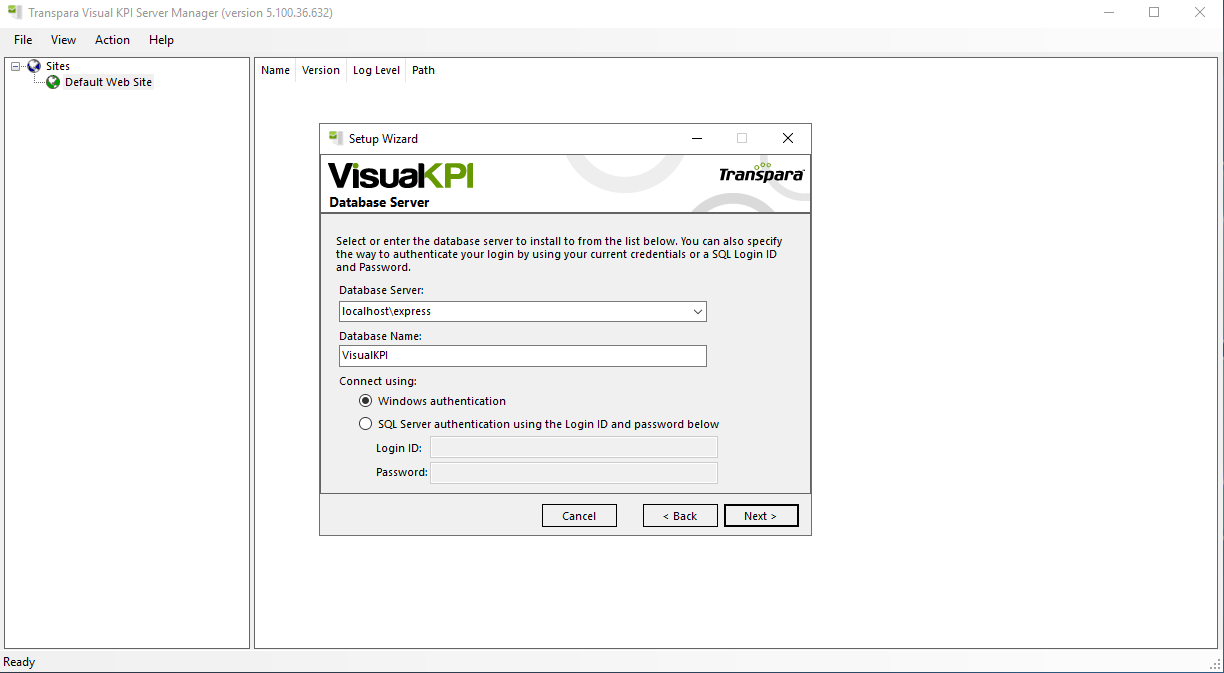 Transpara Visual KPI Server Manager (version 5.100.36.632)
File View Action Help
Sites
Default Web Site
Name Version Log Level Path
Setup Wizard
VisualKPI
Transpara
Database Server
Select or enter the database server to install to from the list below. You can also specify
the way to authenticate your login by using your current credentials or a SQL Login ID
and Password.
Database Server:
localhost\express
Database Name:
VisualKPI
Connect using:
Windows authentication
SQL Server authentication using the Login ID and password below
Login ID:
Password:
Cancel < Back Next >
Ready